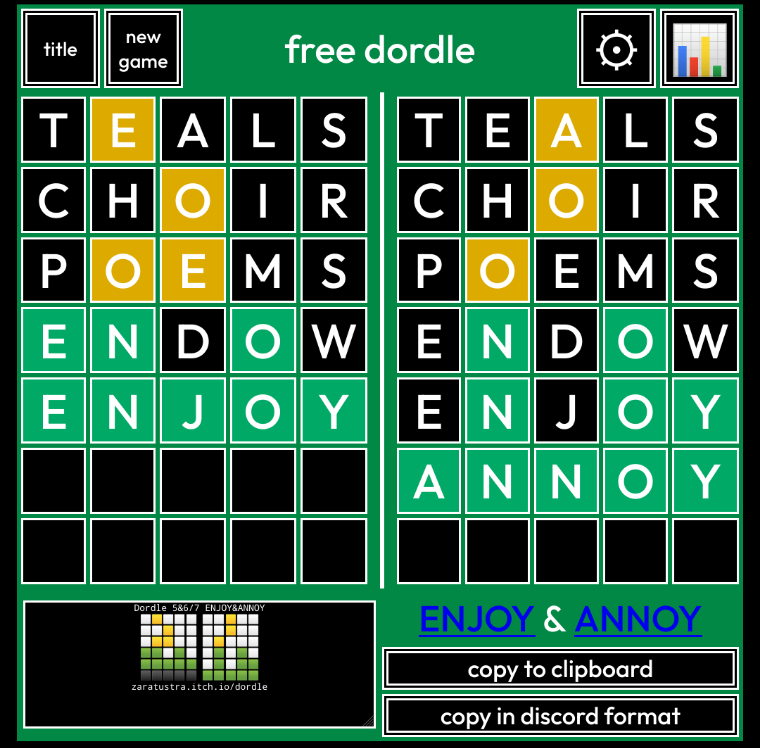 title
new
game
free dordle
T E A L S T E A L S
C H O I R C H O I R
P O E M S P O E M S
E N D O W E N D O W
E N J O Y E N J O Y
A N N O Y
Dordle 5&6/7 ENJOY&ANNOY
zaratustra.itch.io/dordle
ENJOY & ANNOY
copy to clipboard
copy in discord format